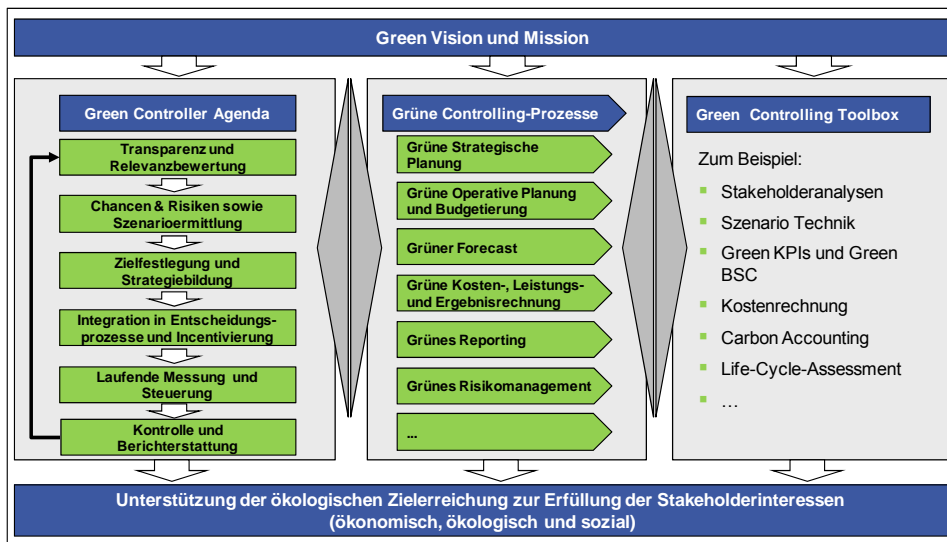 Green Vision und Mission
Green Controller Agenda
Transparenz und
Relevanzbewertung
Chancen & Risiken sowie
Szenarioermittlung
Zielfestlegung und
Strategiebildung
Integration in Entscheidungs-
prozesse und Incentivierung
Laufende Messung und
Steuerung
Kontrolle und
Berichterstattung
Grüne Controlling-Prozesse
Grüne Strategische
Planung
Grüne Operative Planung
und Budgetierung
Grüner Forecast
Grüne Kosten-, Leistungs-
und Ergebnisrechnung
Grünes Reporting
Grünes Risikomanagement
...
Green Controlling Toolbox
Zum Beispiel:
Stakeholderanalysen
Szenario Technik
Green KPIs und Green
BSC
Kostenrechnung
Carbon Accounting
Life-Cycle-Assessment
…
Unterstützung der ökologischen Zielerreichung zur Erfüllung der Stakeholderinteressen
(ökonomisch, ökologisch und sozial)